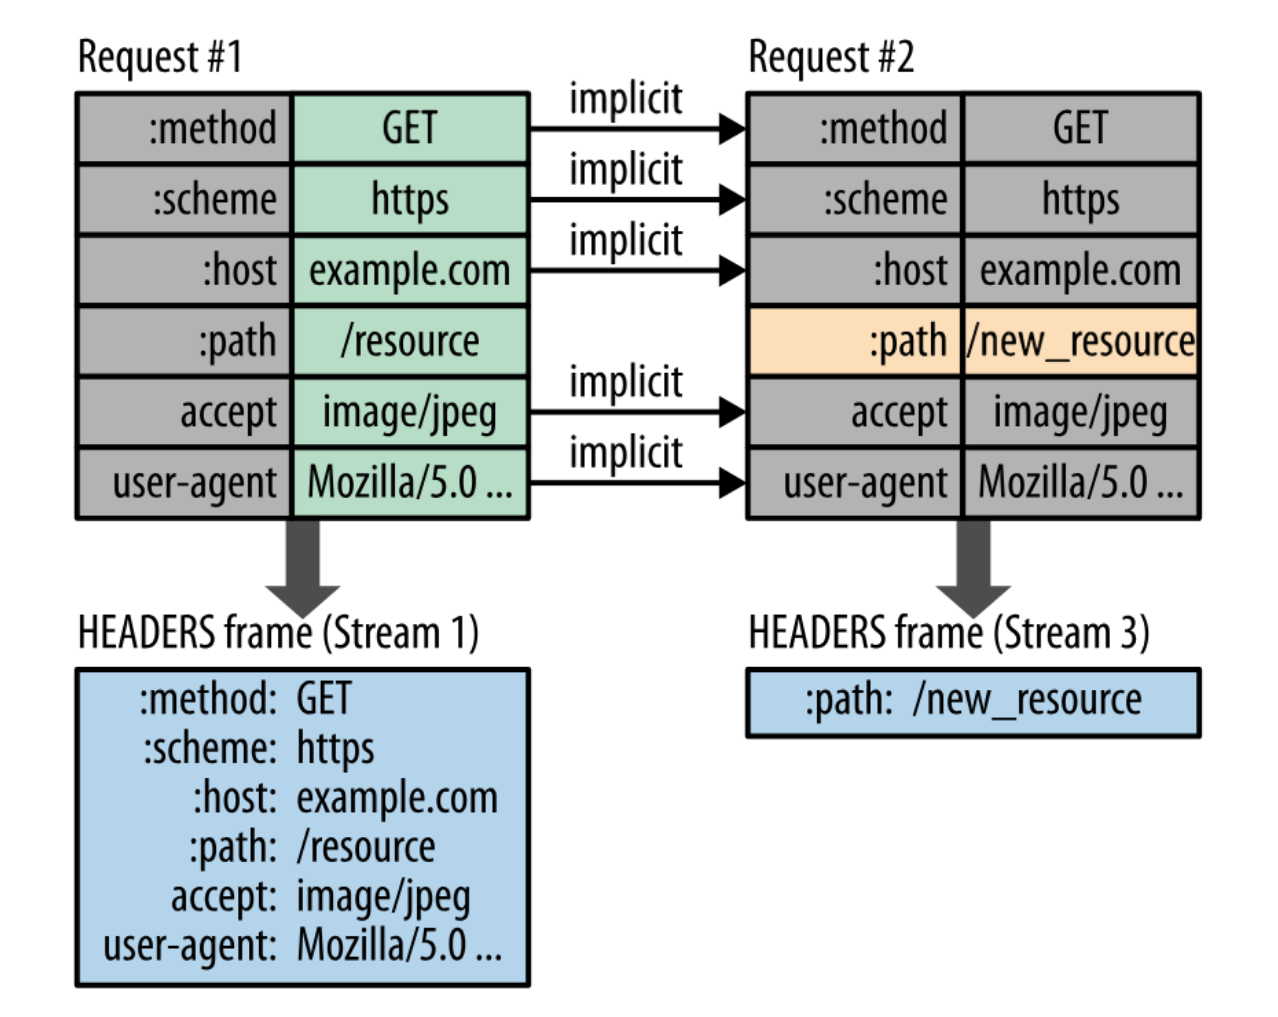 Request #1
:method GET
:scheme https
:host example.com
:path /resource
accept image/jpeg
user-agent Mozilla/5.0 ...
implicit
implicit
implicit
implicit
implicit
Request #2
:method GET
:scheme https
:host example.com
:path /new_resource
accept image/jpeg
user-agent Mozilla/5.0 ...
HEADERS frame (Stream 1)
:method: GET
:scheme: https
:host: example.com
:path: /resource
accept: image/jpeg
user-agent: Mozilla/5.0 ...
HEADERS frame (Stream 3)
:path: /new_resource